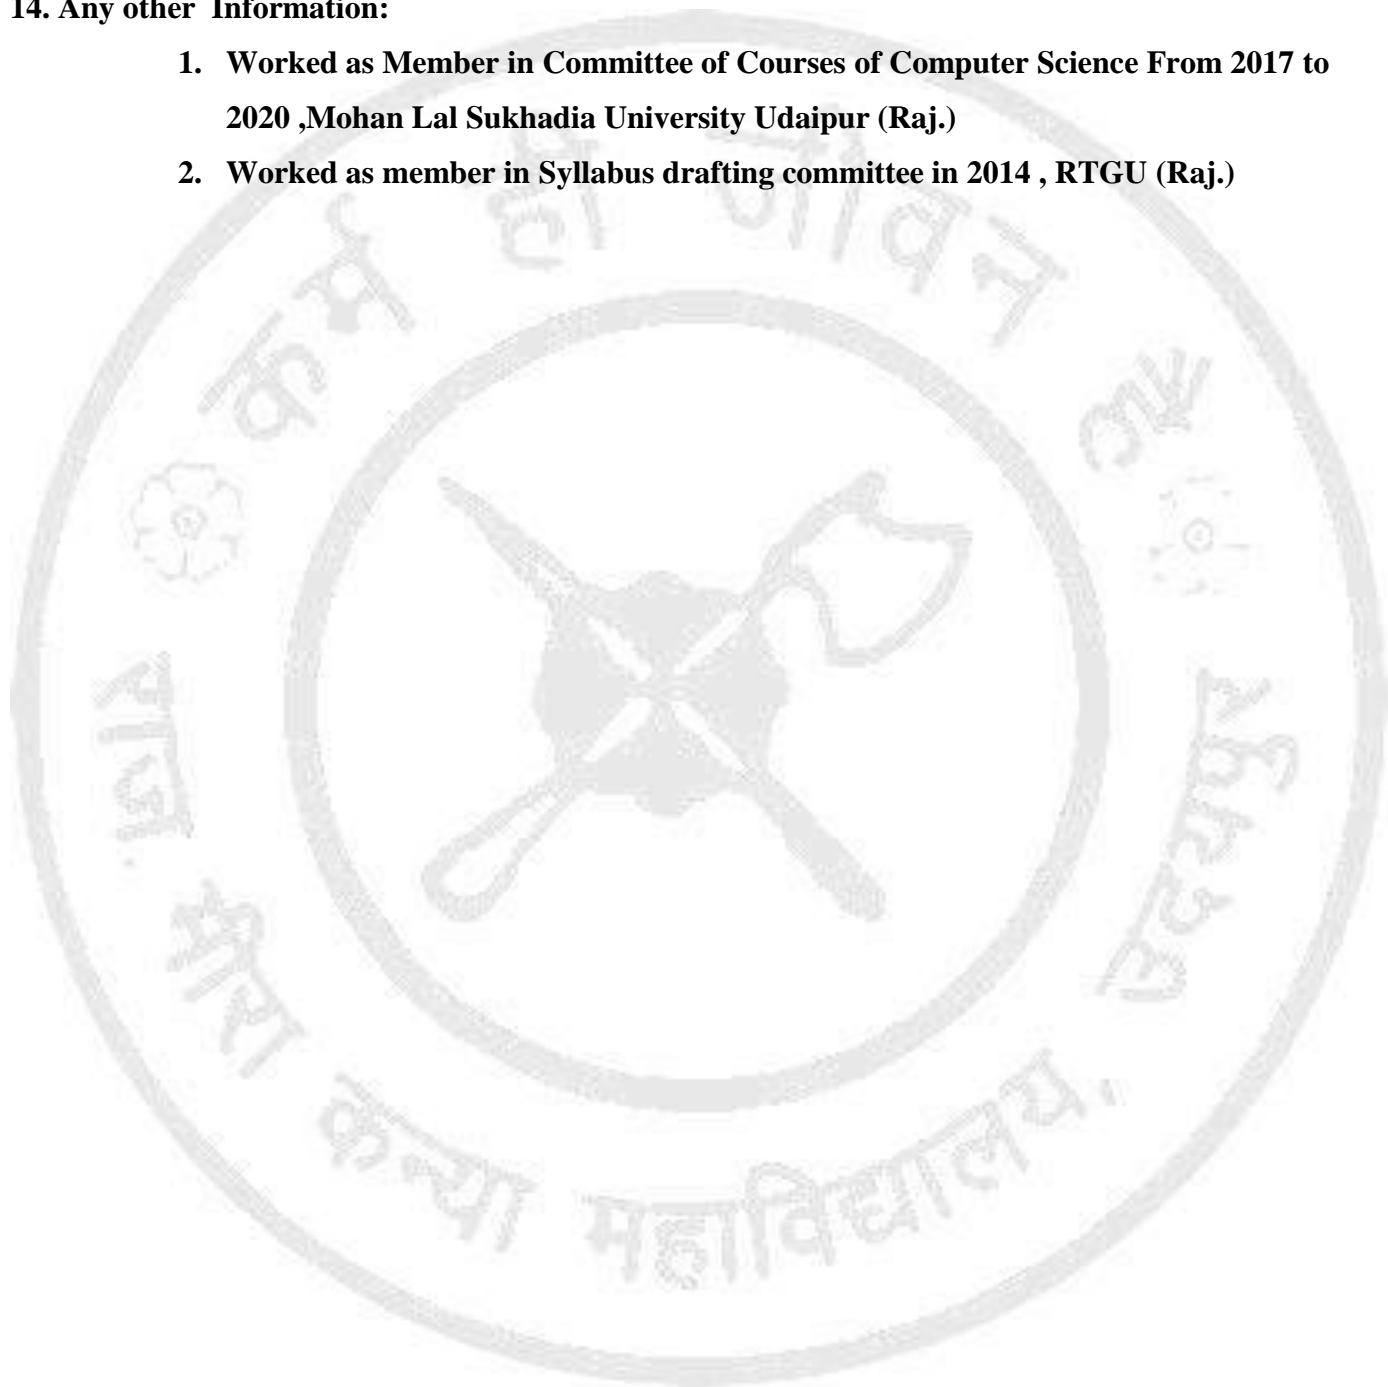 14. Any other Information:
1. Worked as Member in Committee of Courses of Computer Science From 2017 to
2020 ,Mohan Lal Sukhadia University Udaipur (Raj.)
2. Worked as member in Syllabus drafting committee in 2014 , RTGU (Raj.)
कर्म ही जीवन है
राज. मीरा कन्या महाविद्यालय, उदयपुर